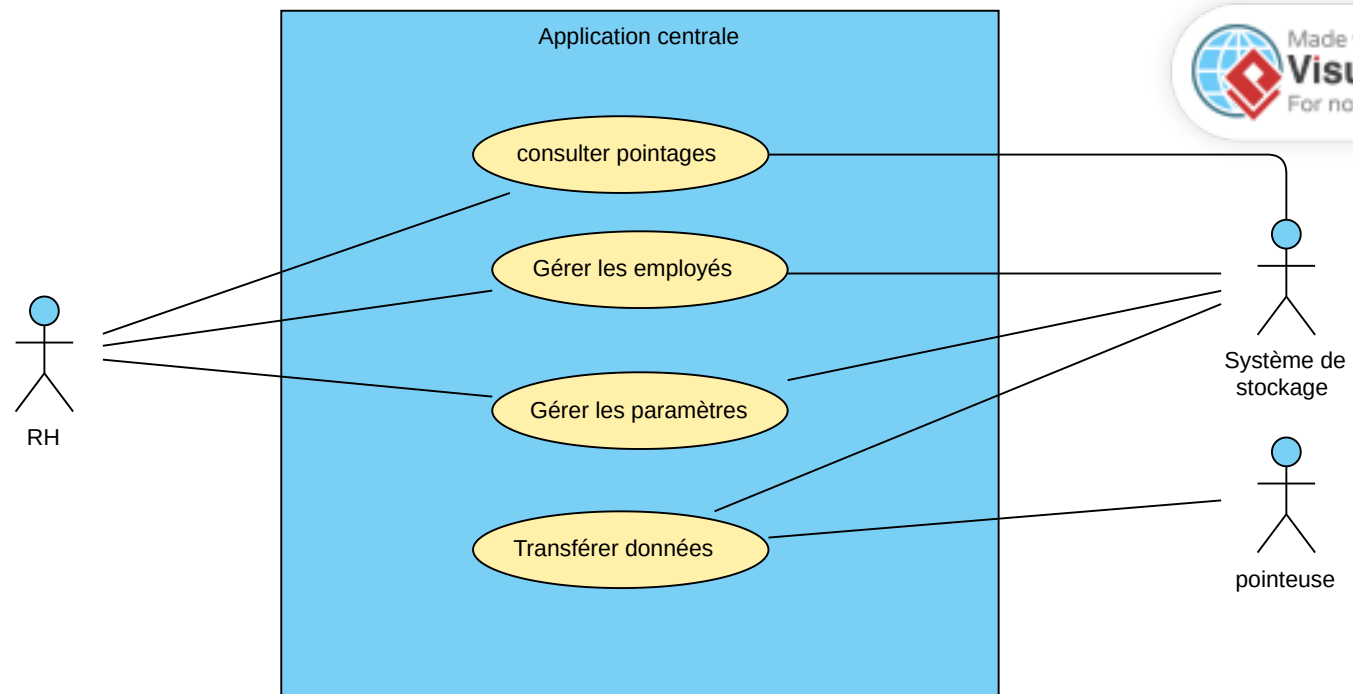 Application centrale
Made
Visu
For no
consulter pointages
Gérer les employés
Système de
stockage
Gérer les paramètres
RH
Transférer données
pointeuse